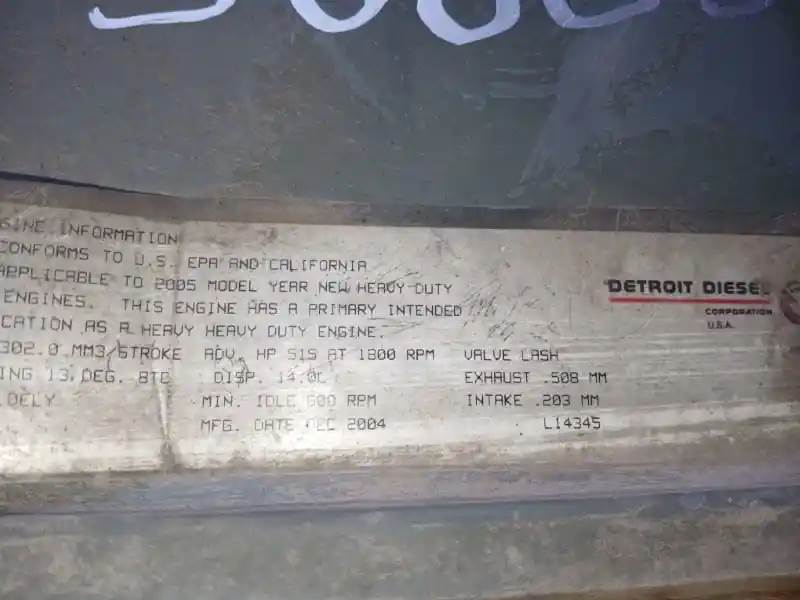 GINE INFORMATION
CONFORMS TO U.S. EPA AND CALIFORNIA
APPLICABLE TO 2005 MODEL YEAR NEW HEAVY-DUTY
ENGINES. THIS ENGINE HAS A PRIMARY INTENDED
CATION AS A HEAVY HEAVY DUTY ENGINE.
302.0 MM3/STROKE ADV. HP 515 AT 1800 RPM VALVE LASH
ING 13 DEG. BTC DISP. 14.0L EXHAUST .508 MM
DELY MIN. IDLE 600 RPM INTAKE .203 MM
MFG. DATE EC 2004 L14345
DETROIT DIESEL
CORPORATION
U.S.A.